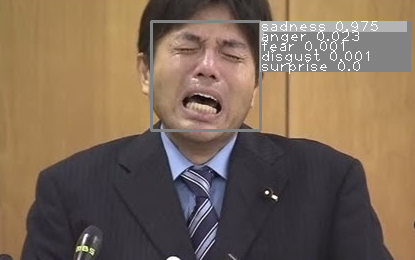 sadness 0.975
anger 0.023
fear 0.001
disgust 0.001
surprise 0.0